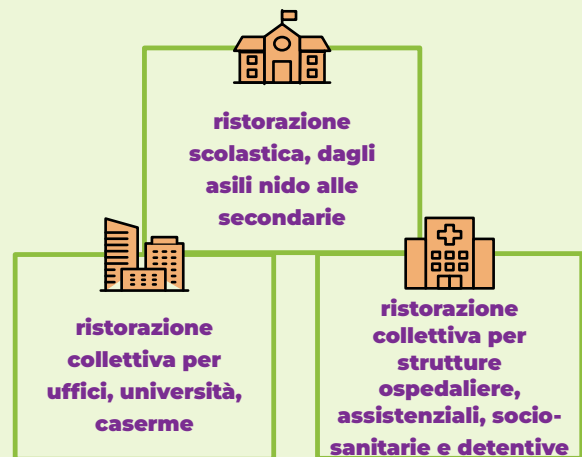 ristorazione
scolastica, dagli
asili nido alle
secondarie
ristorazione
collettiva per
uffici, università,
caserme
ristorazione
collettiva per
strutture
ospedaliere,
assistenziali, socio-
sanitarie e detentive